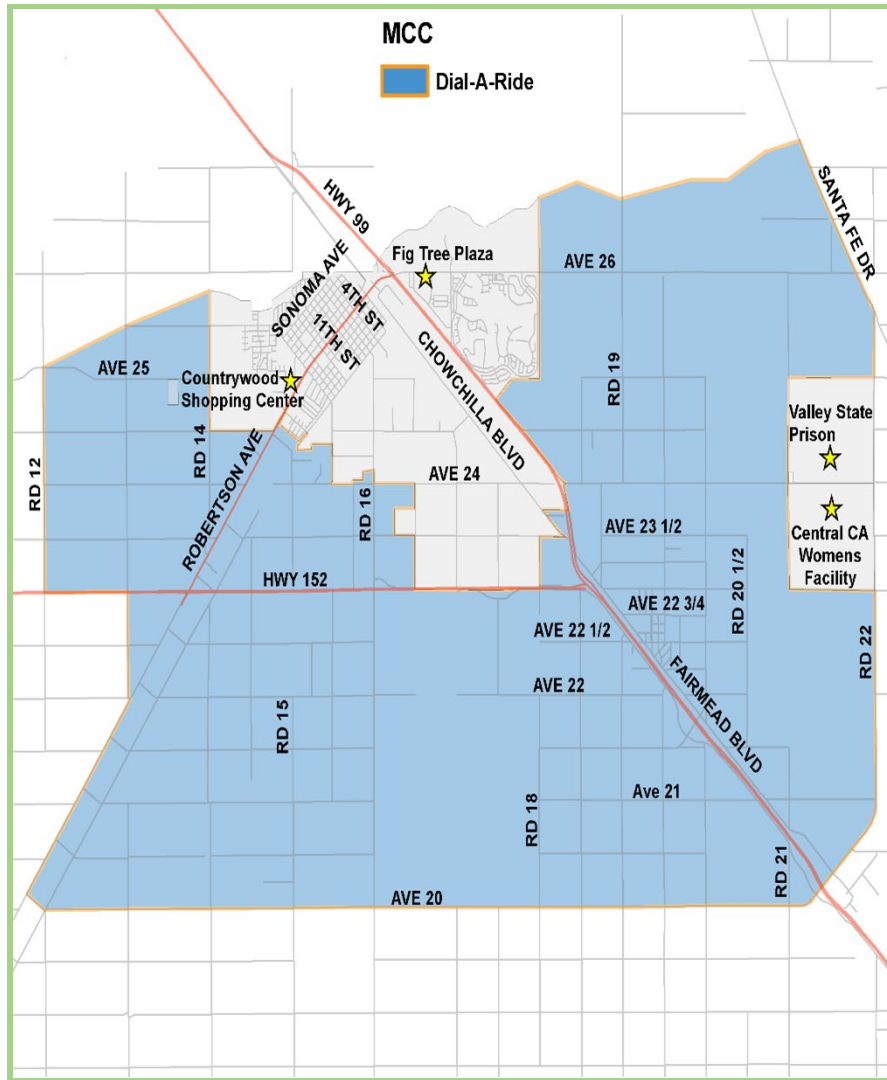 MCC
Dial-A-Ride
HWY 99
SANTA FE DR
Fig Tree Plaza
AVE 26
SONOMA AVE
4TH ST
11TH ST
CHOWCHILLA BLVD
RD 19
AVE 25
Countrywood
Shopping Center
Valley State
Prison
RD 12
RD 14
ROBERTSON AVE
AVE 24
RD 16
AVE 23 1/2
Central CA
Womens
Facility
HWY 152
AVE 22 3/4
RD 20 1/2
AVE 22 1/2
RD 22
AVE 22
FAIRMEAD BLVD
RD 15
Ave 21
RD 18
RD 21
AVE 20